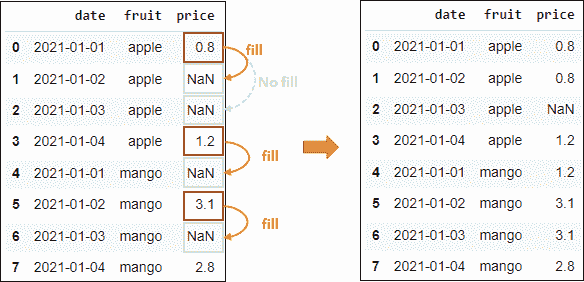 date fruit price
0 2021-01-01 apple 0.8
fill
1 2021-01-02 apple NaN
No fill
2 2021-01-03 apple NaN
3 2021-01-04 apple 1.2
fill
4 2021-01-01 mango NaN
5 2021-01-02 mango 3.1
fill
6 2021-01-03 mango NaN
7 2021-01-04 mango 2.8
date fruit price
0 2021-01-01 apple 0.8
1 2021-01-02 apple 0.8
2 2021-01-03 apple NaN
3 2021-01-04 apple 1.2
4 2021-01-01 mango 1.2
5 2021-01-02 mango 3.1
6 2021-01-03 mango 3.1
7 2021-01-04 mango 2.8